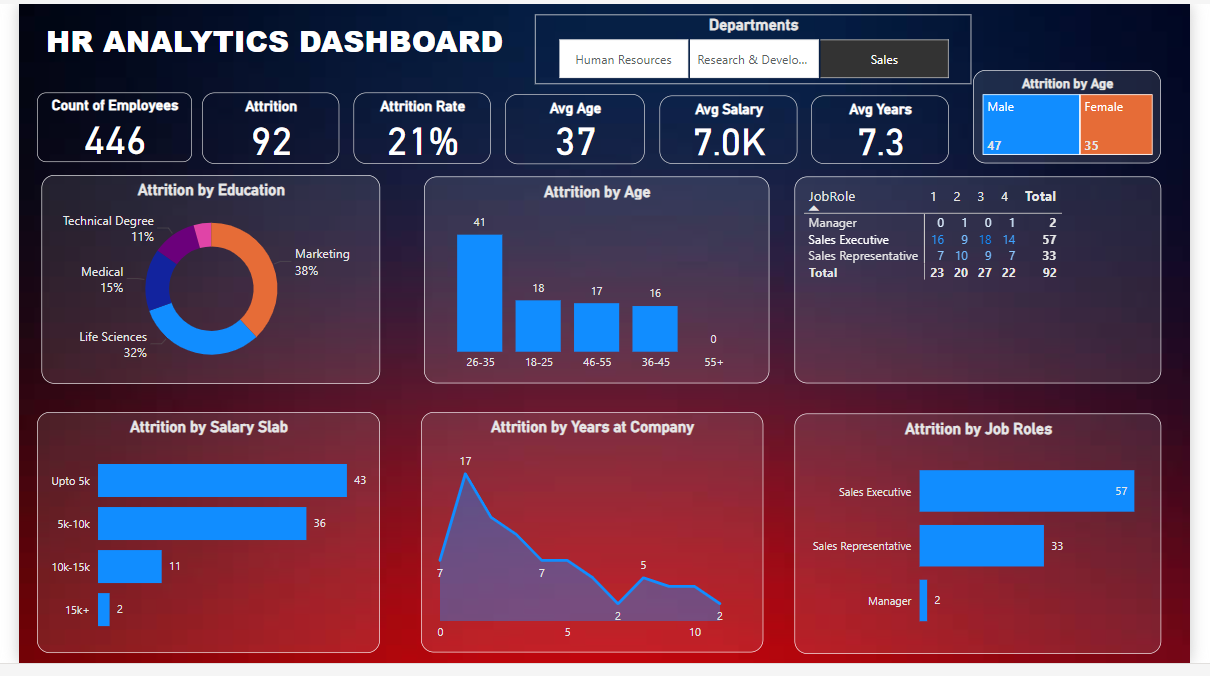 HR ANALYTICS DASHBOARD
Departments
Human Resources
Research & Develo...
Sales
Count of Employees
446
Attrition
92
Attrition Rate
21%
Avg Age
37
Avg Salary
7.0K
Avg Years
7.3
Attrition by Age
Male
47
Female
35
Attrition by Education
Technical Degree
11%
Medical
15%
Life Sciences
32%
Marketing
38%
Attrition by Age
41
18
17
16
0
26-35 18-25 46-55 36-45 55+
JobRole 1 2 3 4 Total
Manager 0 1 0 1 2
Sales Executive 16 9 18 14 57
Sales Representative 7 10 9 7 33
Total 23 20 27 22 92
Attrition by Salary Slab
Upto 5k 43
5k-10k 36
10k-15k 11
15k+ 2
Attrition by Years at Company
17
7
7
2
5
2
0 5 10
Attrition by Job Roles
Sales Executive 57
Sales Representative 33
Manager 2